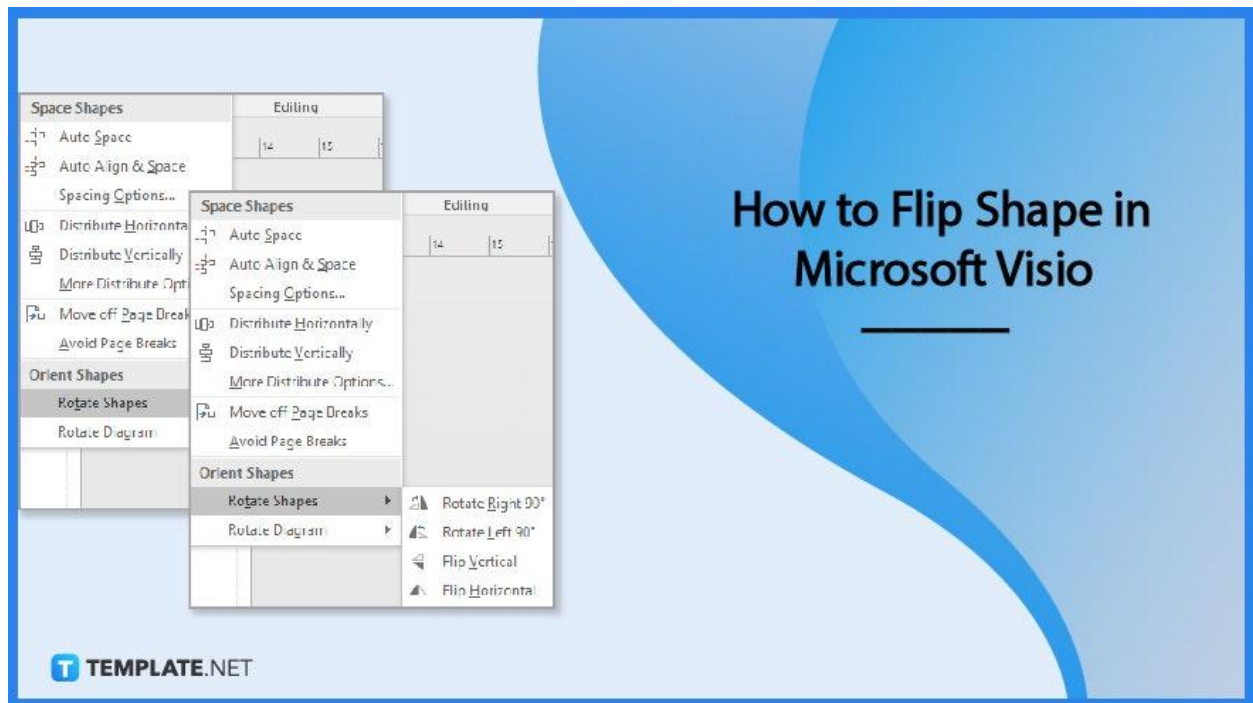 Space Shapes
Editing
Auto Space
14
15
Auto Align & Space
Spacing Options...
Distribute Horizonta
Distribute Vertically
More Distribute Opti
Move off Page Break
Avoid Page Breaks
Orient Shapes
Rotate Shapes
Rotate Diagram
Space Shapes
Editing
Auto Space
14
15
Auto Align & Space
Spacing Options...
Distribute Horizontally
Distribute Vertically
More Distribute Options...
Move off Page Breaks
Avoid Page Breaks
Orient Shapes
Rotate Shapes
Rotate Right 90°
Rotate Diagram
Rotate Left 90°
Flip Vertical
Flip Horizontal
How to Flip Shape in
Microsoft Visio
T TEMPLATE.NET